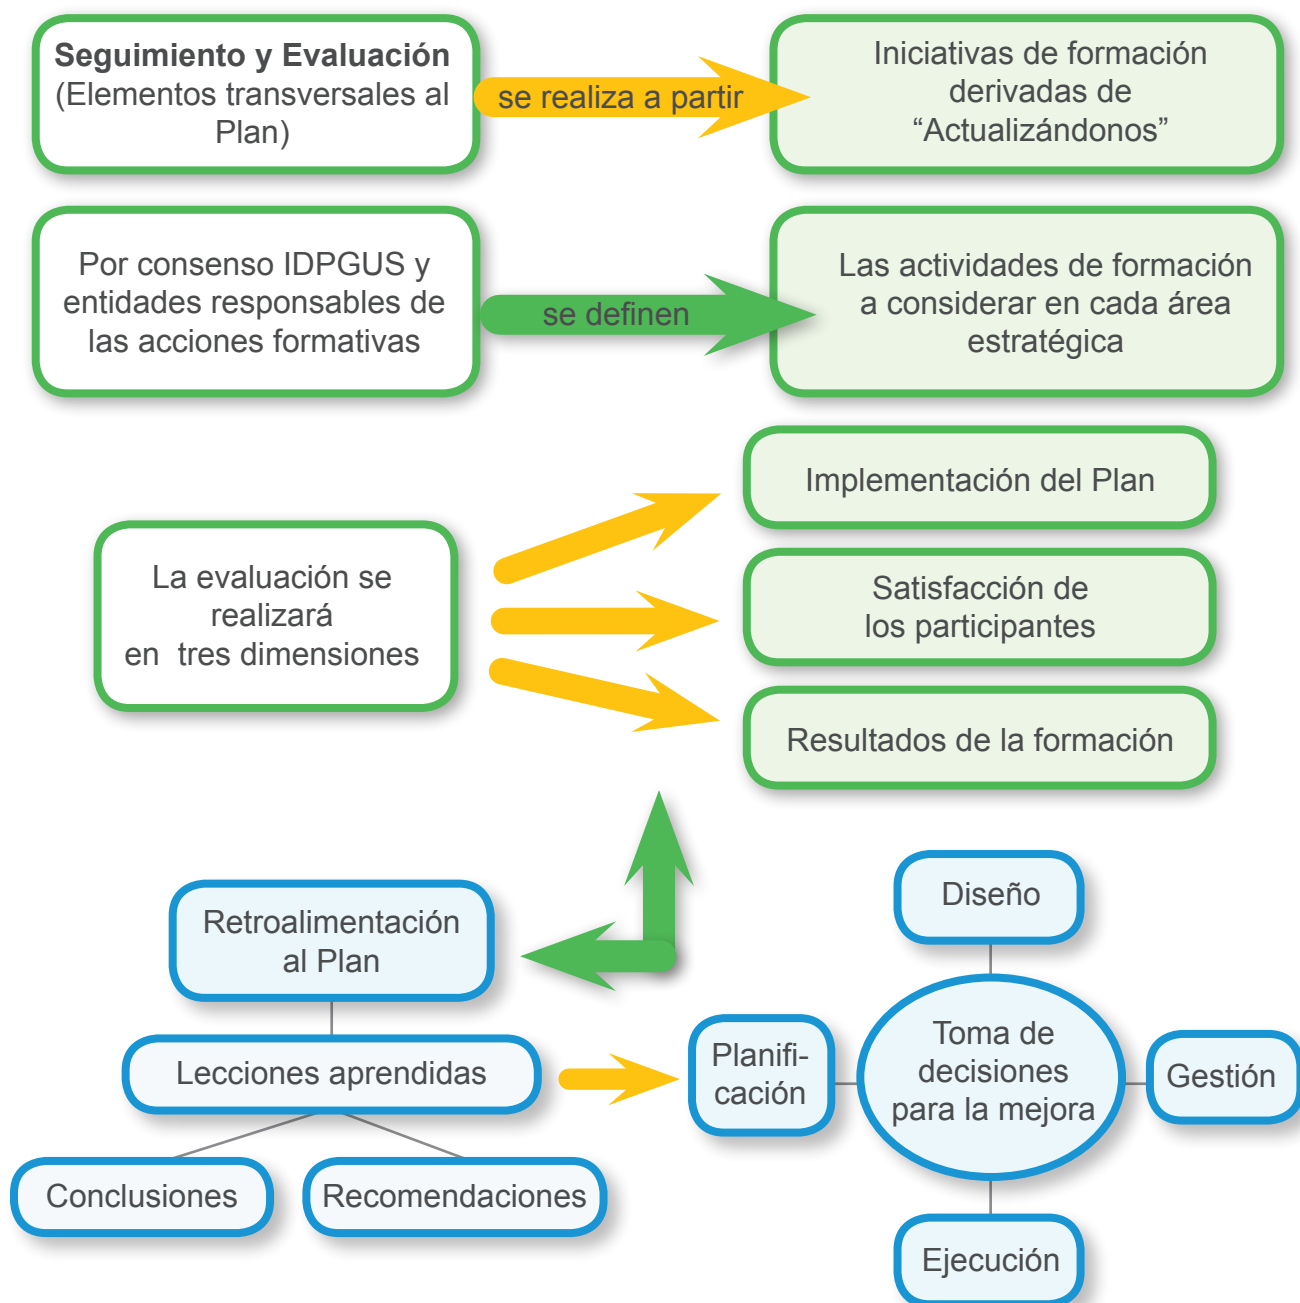 Seguimiento y Evaluación
(Elementos transversales al
Plan)
se realiza a partir
Iniciativas de formación
derivadas de
“Actualizándonos”
Por consenso IDPGUS y
entidades responsables de
las acciones formativas
se definen
Las actividades de formación
a considerar en cada área
estratégica
La evaluación se
realizará
en tres dimensiones
Implementación del Plan
Satisfacción de
los participantes
Resultados de la formación
Retroalimentación
al Plan
Lecciones aprendidas
Conclusiones
Recomendaciones
Diseño
Planifi-
cación
Toma de
decisiones
para la mejora
Gestión
Ejecución